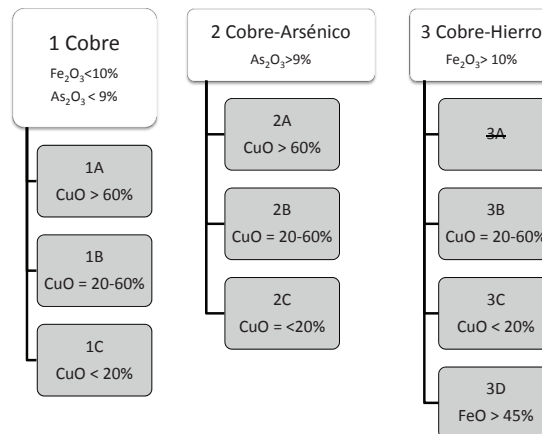 1 Cobre
Fe₂O₃<10%
As₂O₃ < 9%
1A
CuO > 60%
1B
CuO = 20-60%
1C
CuO < 20%
2 Cobre-Arsénico
As₂O₃>9%
2A
CuO > 60%
2B
CuO = 20-60%
2C
CuO = <20%
3 Cobre-Hierro
Fe₂O₃> 10%
3A
3B
CuO = 20-60%
3C
CuO < 20%
3D
FeO > 45%